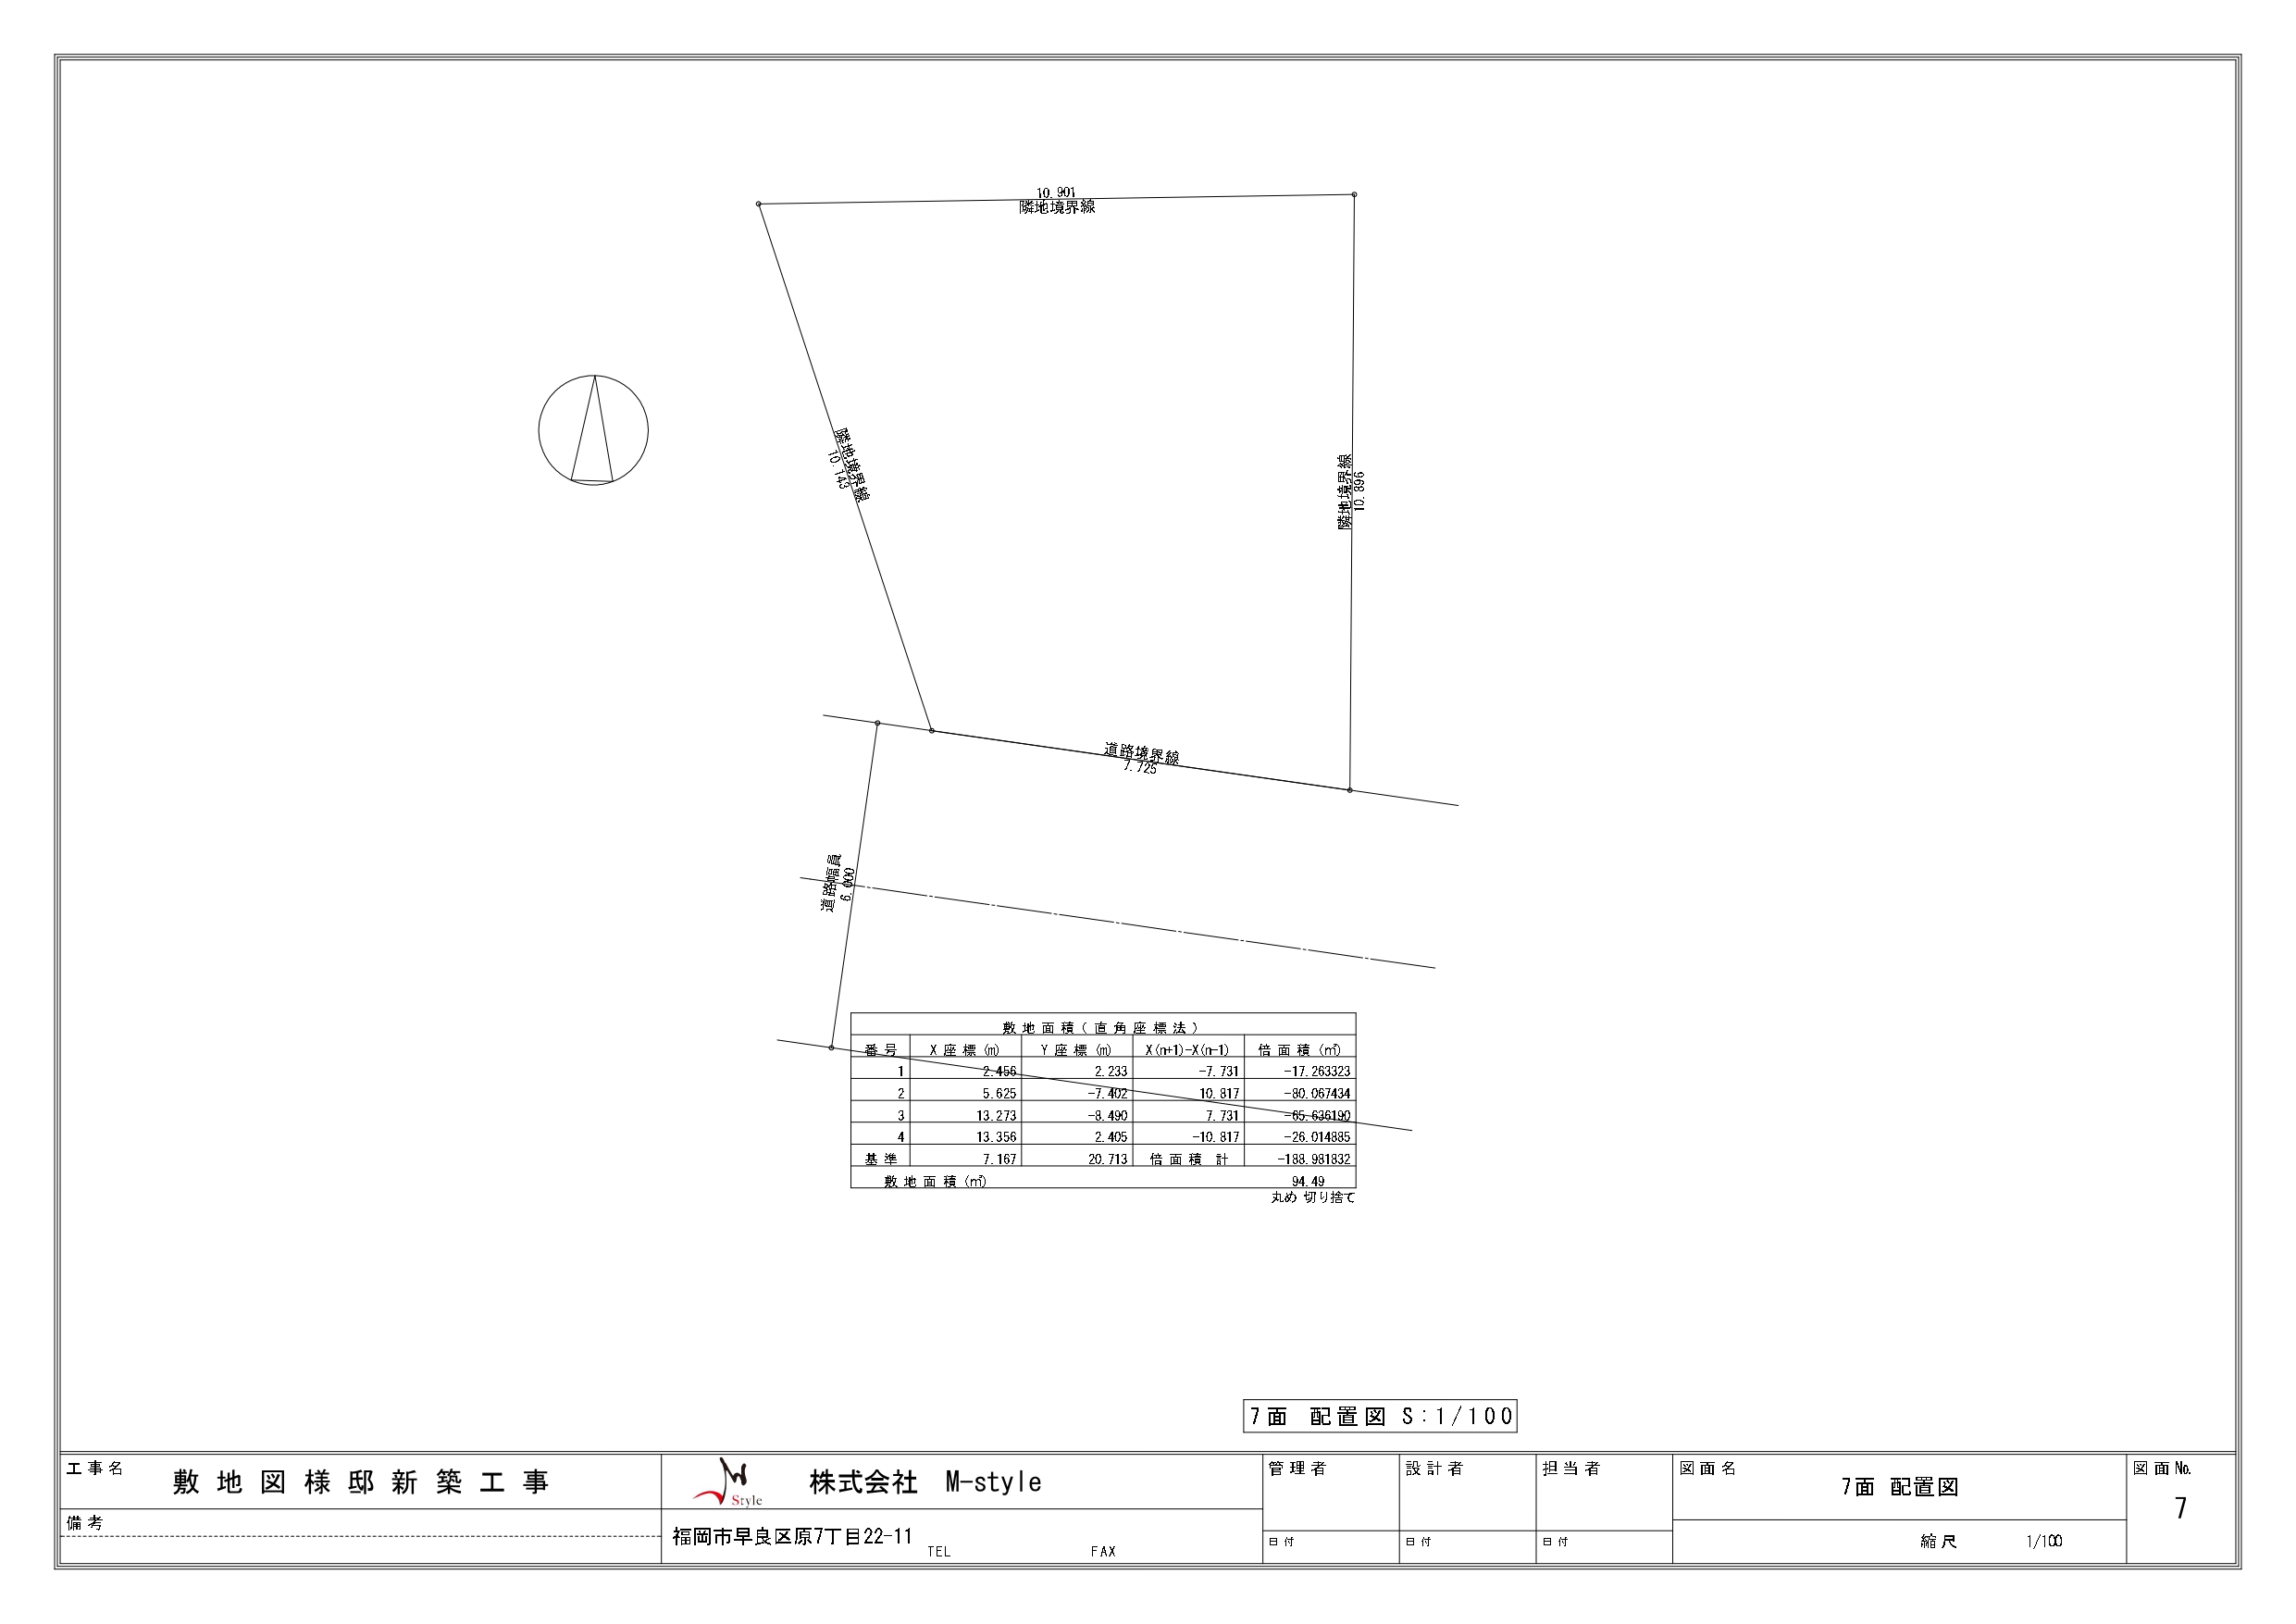 10.901
隣地境界線
隣地境界線
10.143
隣地境界線
10.896
道路境界線
7.725
道路幅員
6.000
敷地面積(直角座標法)
番号 X座標(m) Y座標(m) X(n+1)-X(n-1) 倍面積(㎡)
1 2.456 2.233 -7.731 -17.263323
2 5.625 -7.402 10.817 -80.067434
3 13.273 -8.490 7.731 -65.636190
4 13.356 2.405 -10.817 -26.014885
基準 7.167 20.713 倍面積 計 -188.981832
敷地面積(㎡) 94.49
丸め 切り捨て
7面 配置図 S:1/100
工事名 敷地図様邸新築工事
備考
Style
株式会社 M-style
福岡市早良区原7丁目22-11 TEL FAX
管理者 設計者 担当者
日付 日付 日付
図面名 7面 配置図
縮尺 1/100
図面No.
7